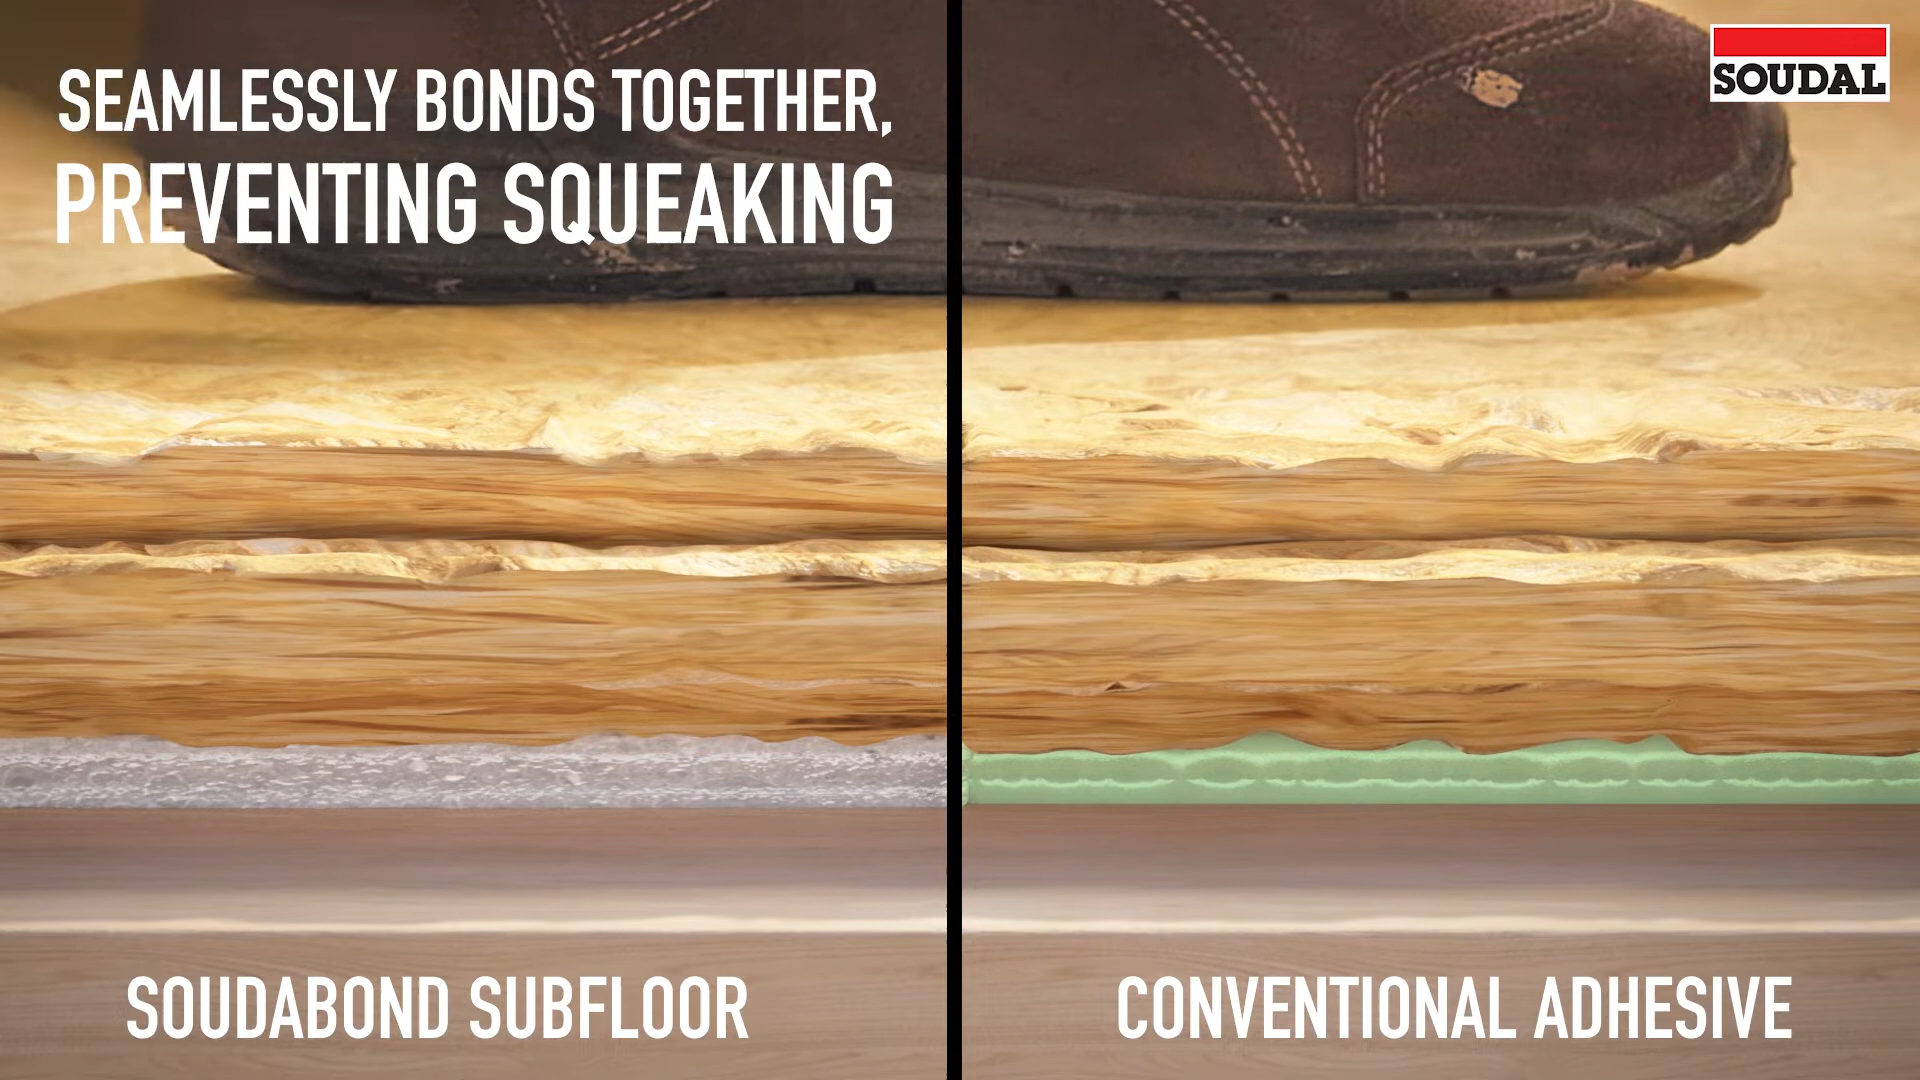 SEAMLESSLY BONDS TOGETHER,
PREVENTING SQUEAKING
SOUDAL
SOUDABOND SUBFLOOR
CONVENTIONAL ADHESIVE